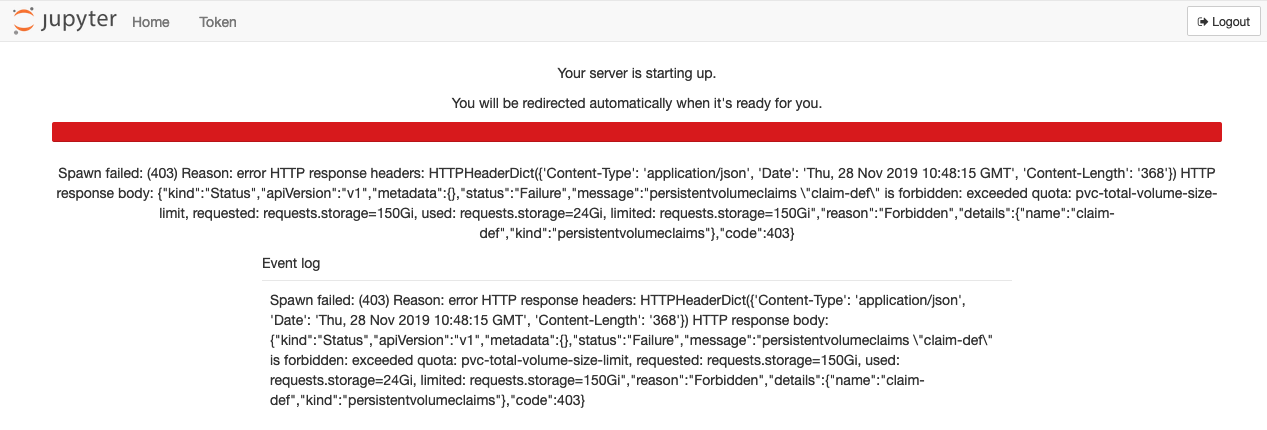 jupyter Home Token Logout
Your server is starting up.
You will be redirected automatically when it's ready for you.
Spawn failed: (403) Reason: error HTTP response headers: HTTPHeaderDict({'Content-Type': 'application/json', 'Date': 'Thu, 28 Nov 2019 10:48:15 GMT', 'Content-Length': '368'}) HTTP
response body: {"kind":"Status","apiVersion":"v1","metadata":{},"status":"Failure","message":"persistentvolumeclaims \"claim-def\" is forbidden: exceeded quota: pvc-total-volume-size-
limit, requested: requests.storage=150Gi, used: requests.storage=24Gi, limited: requests.storage=150Gi","reason":"Forbidden","details":{"name":"claim-
def","kind":"persistentvolumeclaims"},"code":403}
Event log
Spawn failed: (403) Reason: error HTTP response headers: HTTPHeaderDict({'Content-Type': 'application/json',
'Date': 'Thu, 28 Nov 2019 10:48:15 GMT', 'Content-Length': '368'}) HTTP response body:
{"kind":"Status","apiVersion":"v1","metadata":{},"status":"Failure","message":"persistentvolumeclaims \"claim-def\"
is forbidden: exceeded quota: pvc-total-volume-size-limit, requested: requests.storage=150Gi, used:
requests.storage=24Gi, limited: requests.storage=150Gi","reason":"Forbidden","details":{"name":"claim-
def","kind":"persistentvolumeclaims"},"code":403}